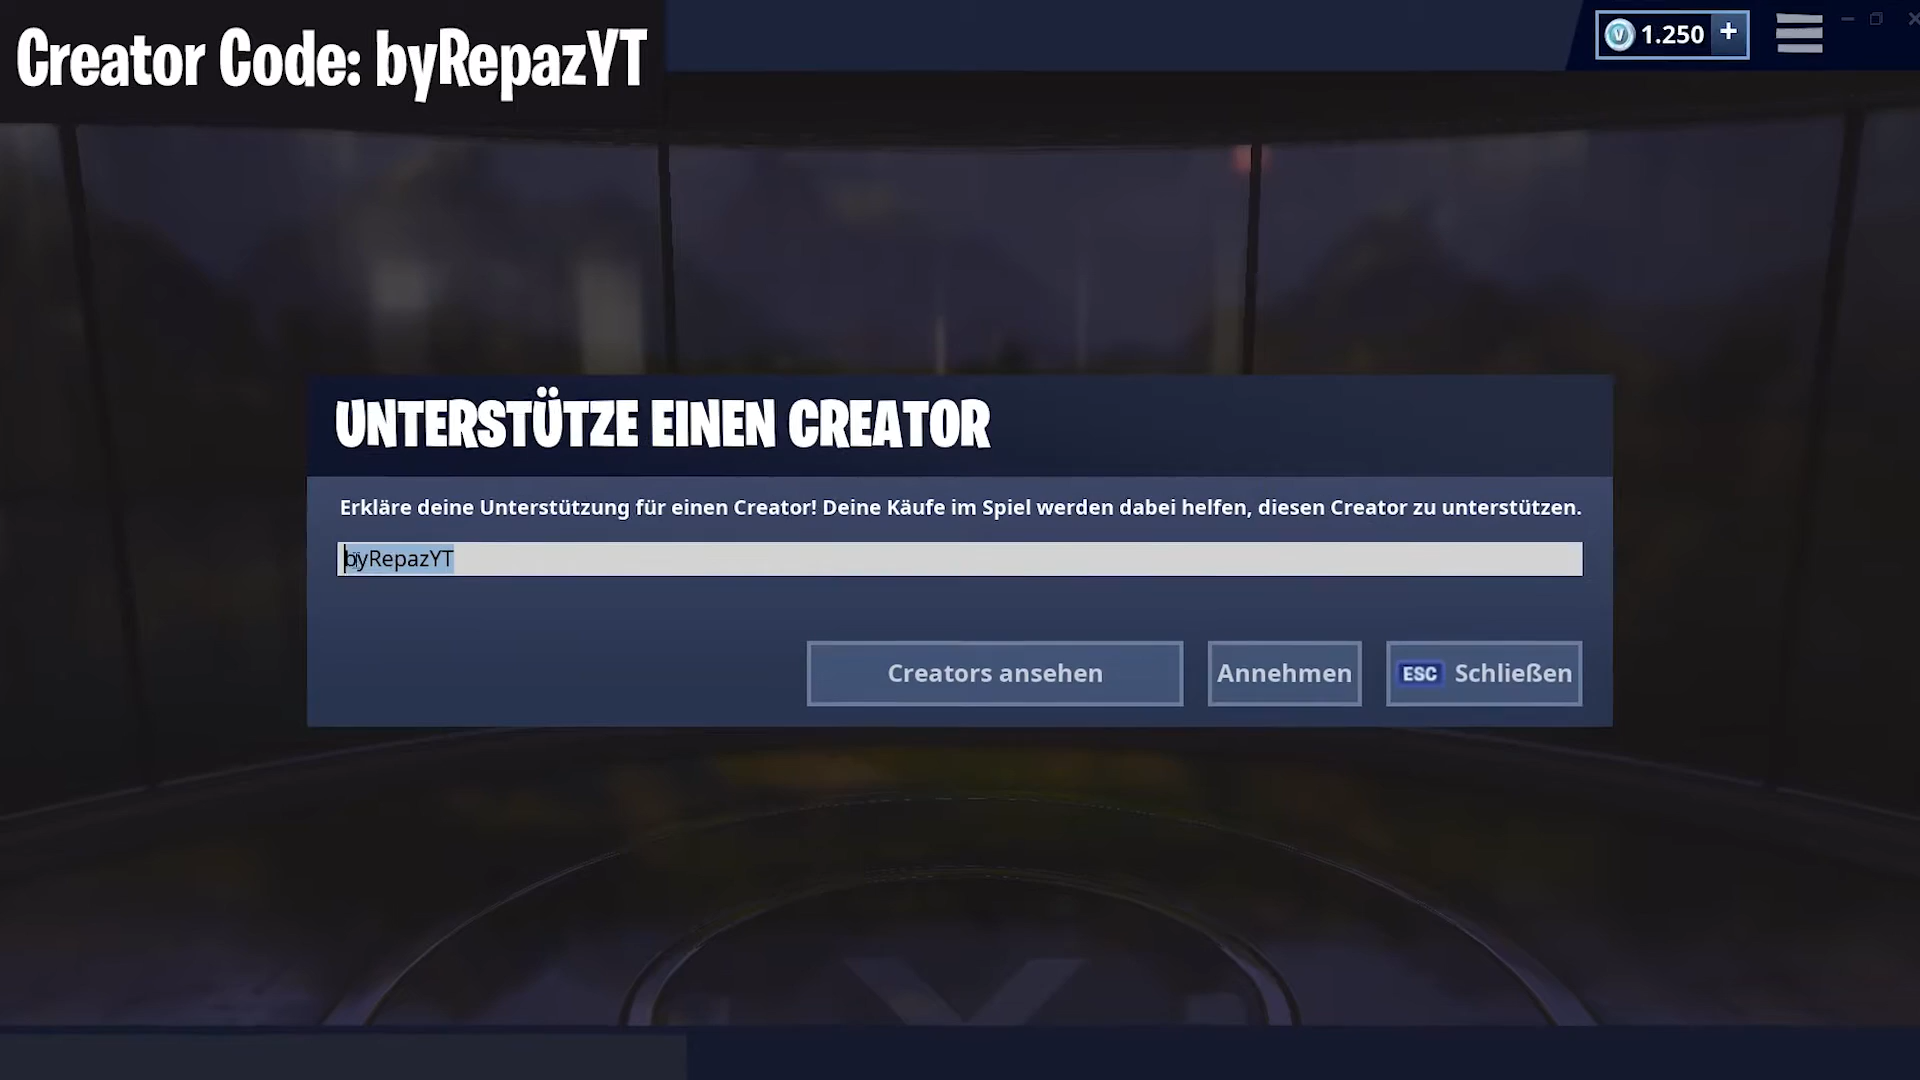 Creator Code: byRepazYT
1.250 +
UNTERSTÜTZE EINEN CREATOR
Erkläre deine Unterstützung für einen Creator! Deine Käufe im Spiel werden dabei helfen, diesen Creator zu unterstützen.
byRepazYT
Creators ansehen
Annehmen
ESC Schließen